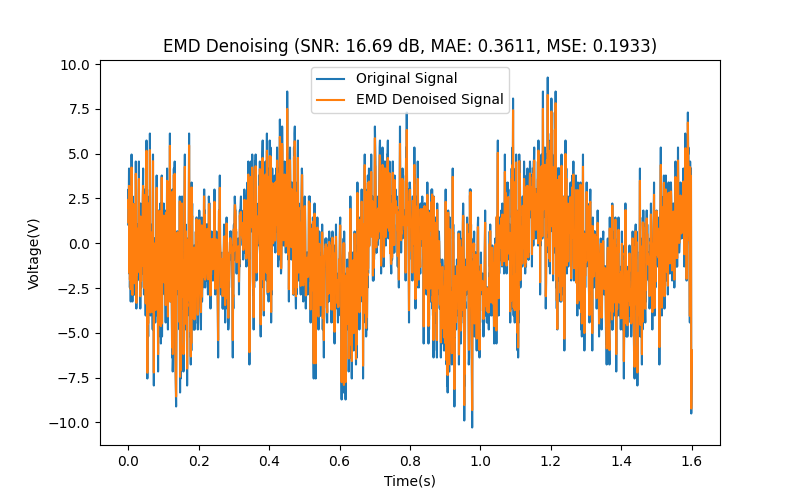 EMD Denoising (SNR: 16.69 dB, MAE: 0.3611, MSE: 0.1933)
Original Signal
EMD Denoised Signal
Voltage(V)
10.0
7.5
5.0
2.5
0.0
−2.5
−5.0
−7.5
−10.0
0.0 0.2 0.4 0.6 0.8 1.0 1.2 1.4 1.6
Time(s)